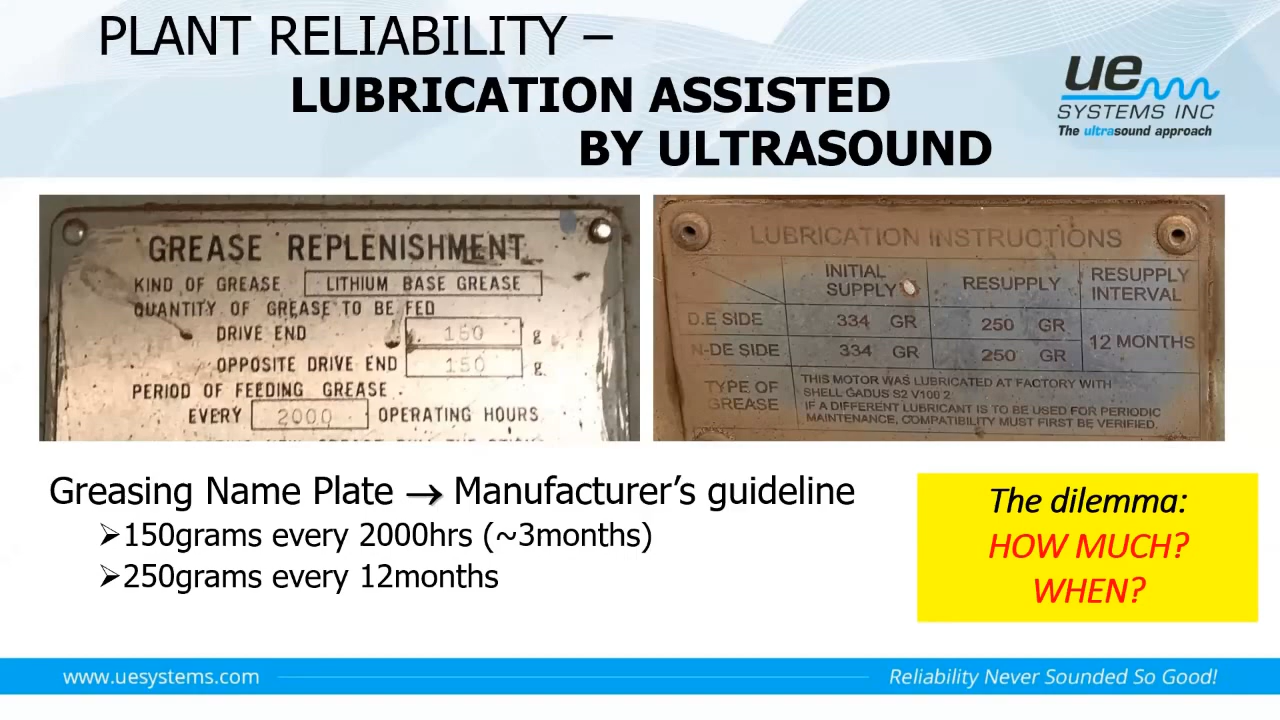 PLANT RELIABILITY –
LUBRICATION ASSISTED
BY ULTRASOUND
ue
SYSTEMS INC
The ultrasound approach
GREASE REPLENISHMENT
KIND OF GREASE LITHIUM BASE GREASE
QUANTITY OF GREASE TO BE FED
DRIVE END 150 g
OPPOSITE DRIVE END 150 g
PERIOD OF FEEDING GREASE
EVERY 2000 OPERATING HOURS
LUBRICATION INSTRUCTIONS
INITIAL SUPPLY RESUPPLY RESUPPLY INTERVAL
D.E SIDE 334 GR 250 GR
12 MONTHS
N-DE SIDE 334 GR 250 GR
TYPE OF GREASE
THIS MOTOR WAS LUBRICATED AT FACTORY WITH
SHELL GADUS S2 V100 2
IF A DIFFERENT LUBRICANT IS TO BE USED FOR PERIODIC
MAINTENANCE, COMPATIBILITY MUST FIRST BE VERIFIED.
Greasing Name Plate → Manufacturer’s guideline
➢150grams every 2000hrs (~3months)
➢250grams every 12months
The dilemma:
HOW MUCH?
WHEN?
www.uesystems.com
Reliability Never Sounded So Good!